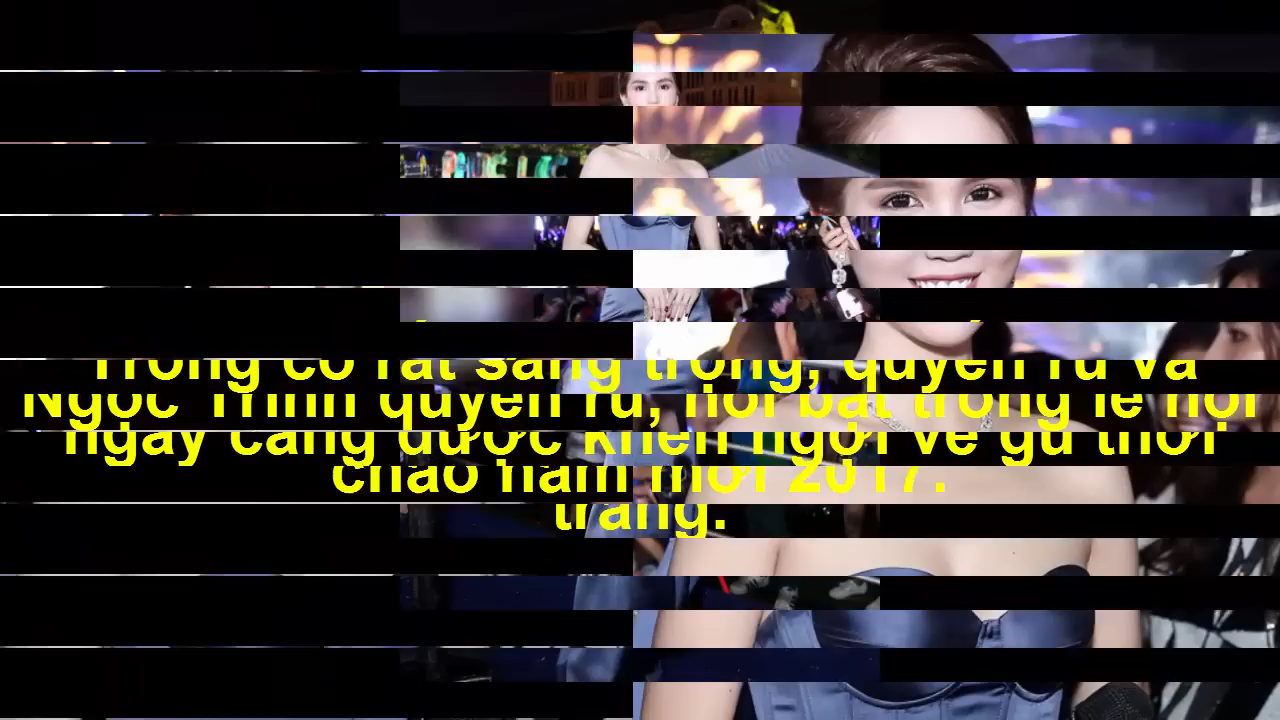 Trông cô rất sang trọng, quyến rũ và
Ngọc Trinh quyến rũ, nổi bật trong lễ hội
ngày càng được khen ngợi về gu thời
chào năm mới 2017.
trang.